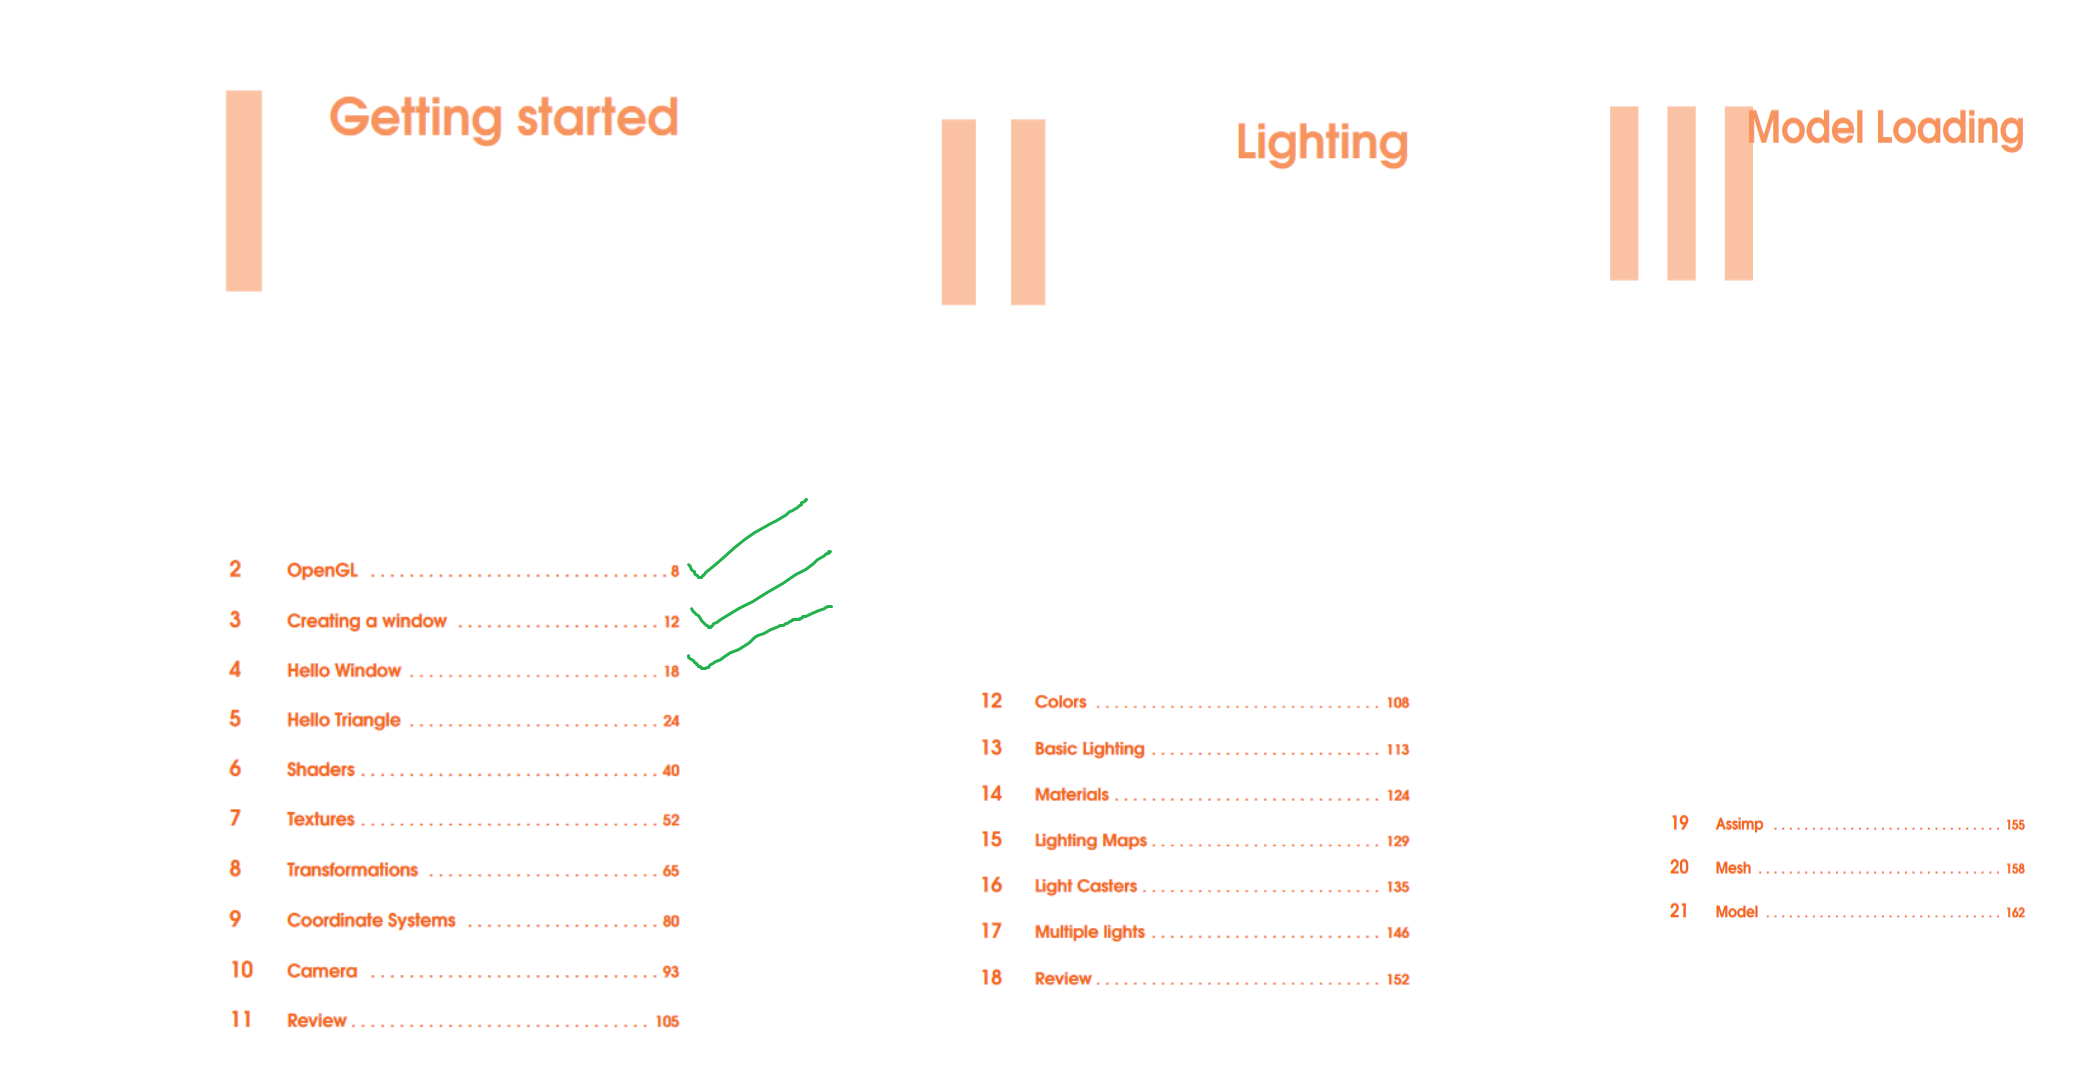 I
Getting started
2 OpenGL .............................. 8
3 Creating a window ..................... 12
4 Hello Window .......................... 18
5 Hello Triangle .......................... 24
6 Shaders ............................... 40
7 Textures ............................... 52
8 Transformations ........................ 65
9 Coordinate Systems .................... 80
10 Camera .............................. 93
11 Review ............................... 105
II
Lighting
12 Colors ............................... 108
13 Basic Lighting ......................... 113
14 Materials ............................. 124
15 Lighting Maps ......................... 129
16 Light Casters .......................... 135
17 Multiple lights ......................... 146
18 Review ............................... 152
III
Model Loading
19 Assimp .............................. 155
20 Mesh ................................ 158
21 Model ............................... 162